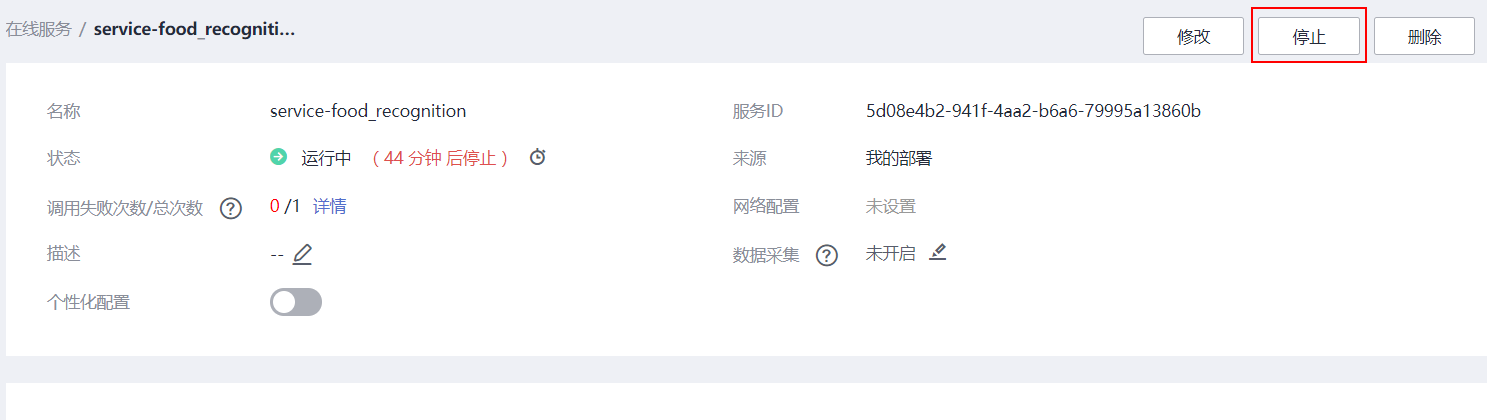 在线服务 / service-food_recogniti...
修改 停止 删除
名称 service-food_recognition 服务ID 5d08e4b2-941f-4aa2-b6a6-79995a13860b
状态 运行中 （44 分钟 后停止） 来源 我的部署
调用失败次数/总次数 ? 0 /1 详情 网络配置 未设置
描述 -- 数据采集 ? 未开启
个性化配置